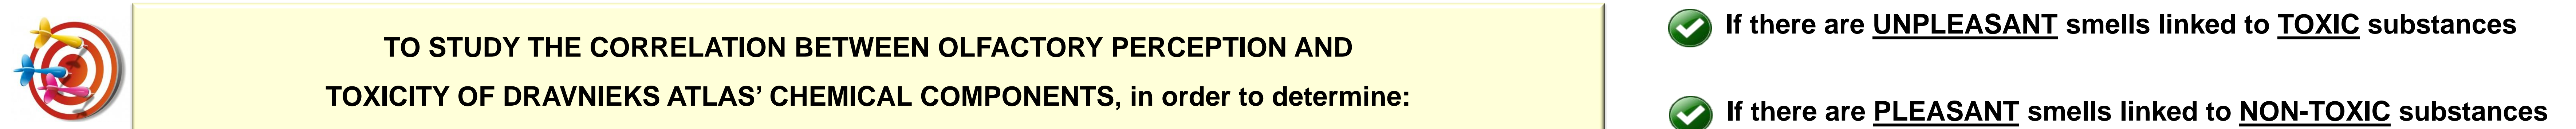 TO STUDY THE CORRELATION BETWEEN OLFACTORY PERCEPTION AND
TOXICITY OF DRAVNIEKS ATLAS’ CHEMICAL COMPONENTS, in order to determine:
If there are UNPLEASANT smells linked to TOXIC substances
If there are PLEASANT smells linked to NON-TOXIC substances